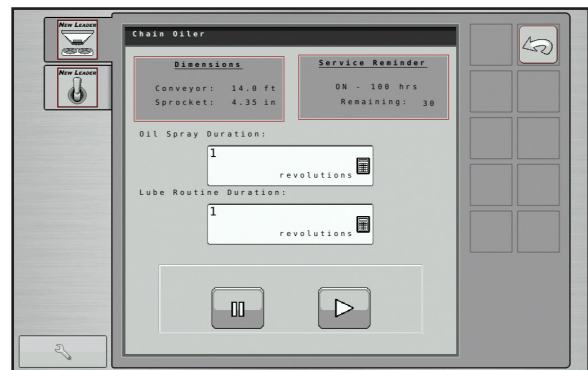 NEW LEADER
NEW LEADER
Chain Oiler
Dimensions
Conveyor: 14.0 ft
Sprocket: 4.35 in
Service Reminder
ON - 100 hrs
Remaining: 30
Oil Spray Duration:
1
revolutions
Lube Routine Duration:
1
revolutions